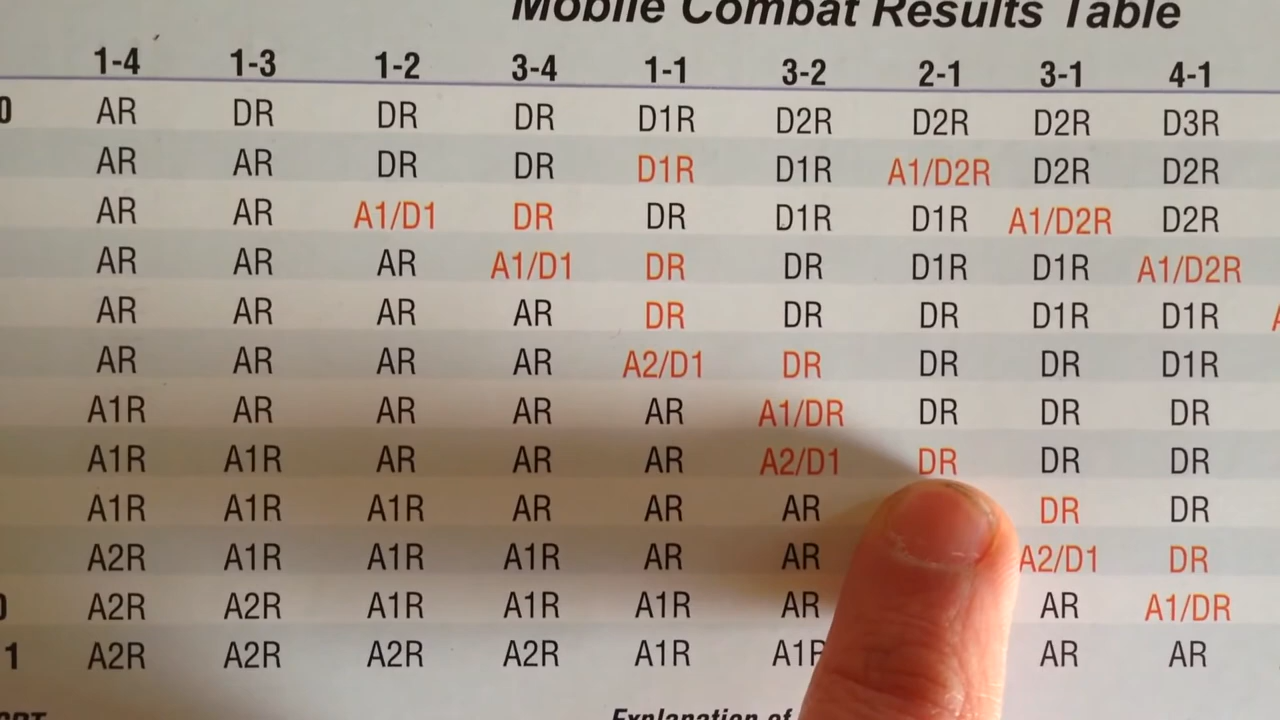 Mobile Combat Results Table
1-4 1-3 1-2 3-4 1-1 3-2 2-1 3-1 4-1
0 AR DR DR DR D1R D2R D2R D2R D3R
AR AR DR DR D1R D1R A1/D2R D2R D2R
AR AR A1/D1 DR DR D1R D1R A1/D2R D2R
AR AR AR A1/D1 DR DR D1R D1R A1/D2R
AR AR AR AR DR DR DR D1R D1R
AR AR AR AR A2/D1 DR DR DR D1R
A1R AR AR AR AR A1/DR DR DR DR
A1R A1R AR AR AR A2/D1 DR DR DR
A1R A1R A1R AR AR AR DR DR
A2R A1R A1R A1R AR AR A2/D1 DR
0 A2R A2R A1R A1R A1R AR AR A1/DR
1 A2R A2R A2R A2R A1R A1R AR AR
Explanation of